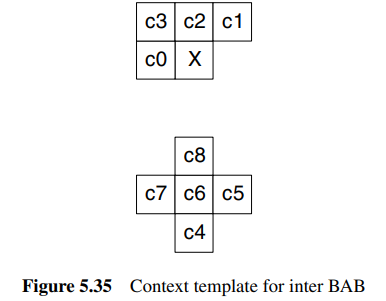 c3 c2 c1
c0 X
c8
c7 c6 c5
c4
Figure 5.35 Context template for inter BAB